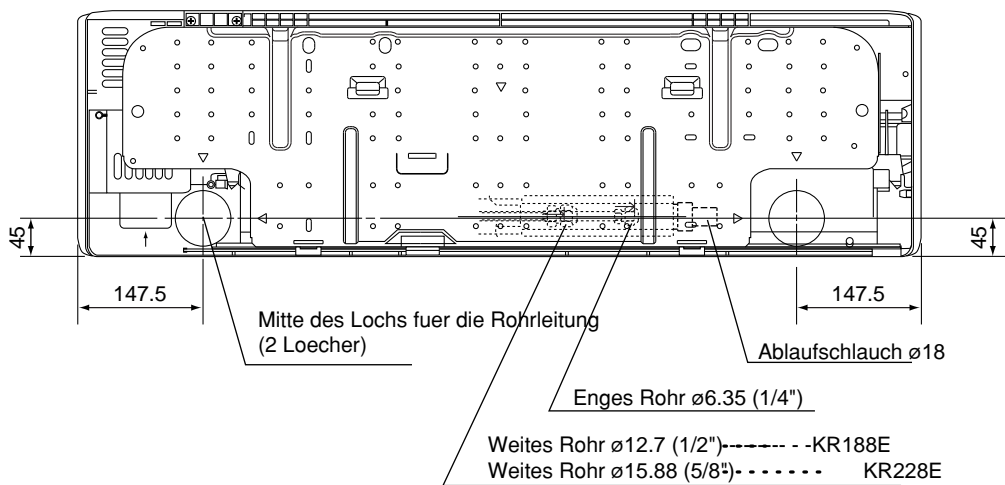 45
45
147.5
147.5
Mitte des Lochs fuer die Rohrleitung
(2 Loecher)
Ablaufschlauch ø18
Enges Rohr ø6.35 (1/4")
Weites Rohr ø12.7 (1/2") KR188E
Weites Rohr ø15.88 (5/8") KR228E